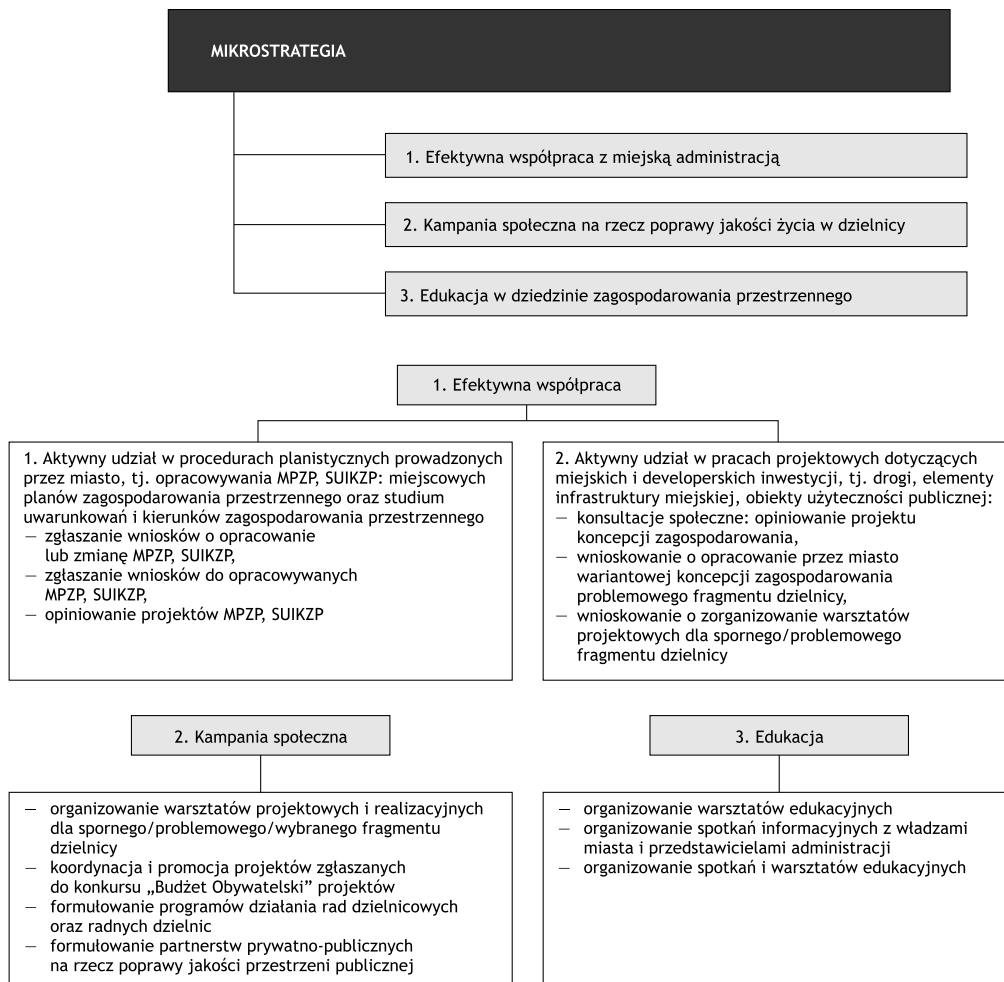 MIKROSTRATEGIA
1. Efektywna współpraca z miejską administracją
2. Kampania społeczna na rzecz poprawy jakości życia w dzielnicy
3. Edukacja w dziedzinie zagospodarowania przestrzennego
1. Efektywna współpraca
1. Aktywny udział w procedurach planistycznych prowadzonych
przez miasto, tj. opracowywania MPZP, SUIKZP: miejscowych
planów zagospodarowania przestrzennego oraz studium
uwarunkowań i kierunków zagospodarowania przestrzennego
— zgłaszanie wniosków o opracowanie
lub zmianę MPZP, SUIKZP,
— zgłaszanie wniosków do opracowywanych
MPZP, SUIKZP,
— opiniowanie projektów MPZP, SUIKZP
2. Aktywny udział w pracach projektowych dotyczących
miejskich i developerskich inwestycji, tj. drogi, elementy
infrastruktury miejskiej, obiekty użyteczności publicznej:
— konsultacje społeczne: opiniowanie projektu
koncepcji zagospodarowania,
— wnioskowanie o opracowanie przez miasto
wariantowej koncepcji zagospodarowania
problemowego fragmentu dzielnicy,
— wnioskowanie o zorganizowanie warsztatów
projektowych dla spornego/problemowego
fragmentu dzielnicy
2. Kampania społeczna
— organizowanie warsztatów projektowych i realizacyjnych
dla spornego/problemowego/wybranego fragmentu
dzielnicy
— koordynacja i promocja projektów zgłaszanych
do konkursu „Budżet Obywatelski” projektów
— formułowanie programów działania rad dzielnicowych
oraz radnych dzielnic
— formułowanie partnerstw prywatno-publicznych
na rzecz poprawy jakości przestrzeni publicznej
3. Edukacja
— organizowanie warsztatów edukacyjnych
— organizowanie spotkań informacyjnych z władzami
miasta i przedstawicielami administracji
— organizowanie spotkań i warsztatów edukacyjnych